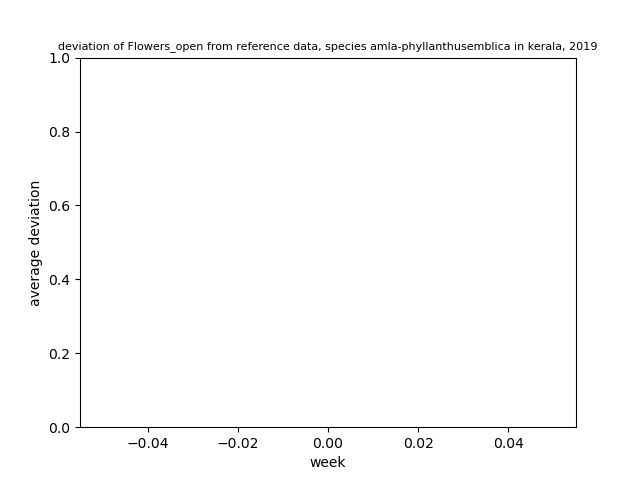 deviation of Flowers_open from reference data, species amla-phyllanthusemblica in kerala, 2019
1.0
0.8
0.6
0.4
0.2
0.0
average deviation
−0.04 −0.02 0.00 0.02 0.04
week